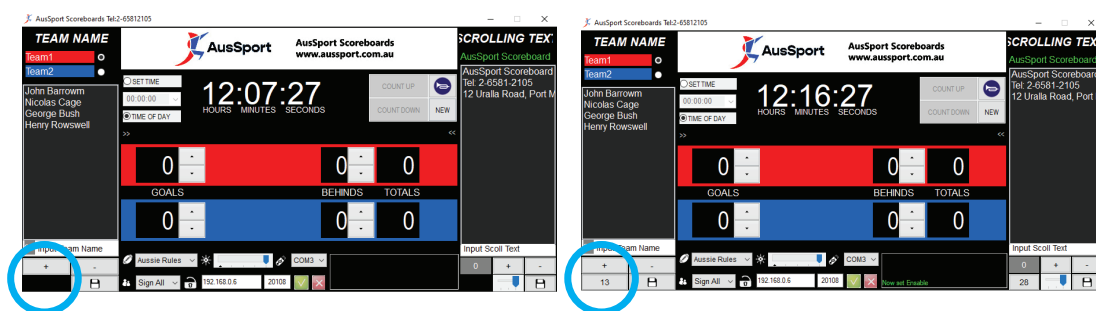 AusSport Scoreboards Tel:2-65812105
TEAM NAME
Team1
Team2
John Barrowm
Nicolas Cage
George Bush
Henry Rowswell
Input Team Name
+ -
AusSport
AusSport Scoreboards
www.aussport.com.au
SET TIME
00:00:00
TIME OF DAY
12:07:27
HOURS MINUTES SECONDS
COUNT UP
COUNT DOWN NEW
>> <<
0 0 0
GOALS BEHINDS TOTALS
0 0 0
Aussie Rules COM3
Sign All 192.168.0.6 20108
SCROLLING TEXT
AusSport Scoreboard
AusSport Scoreboard
Tel: 2-6581-2105
12 Uralla Road, Port M
Input Scoll Text
0 + -
AusSport Scoreboards Tel:2-65812105
TEAM NAME
Team1
Team2
John Barrowm
Nicolas Cage
George Bush
Henry Rowswell
Input Team Name
+ -
13
AusSport
AusSport Scoreboards
www.aussport.com.au
SET TIME
00:00:00
TIME OF DAY
12:16:27
HOURS MINUTES SECONDS
COUNT UP
COUNT DOWN NEW
>> <<
0 0 0
GOALS BEHINDS TOTALS
0 0 0
Aussie Rules COM3
Sign All 192.168.0.6 20108
Now set Enable
SCROLLING TEX
AusSport Scoreboard
AusSport Scoreboard
Tel: 2-6581-2105
12 Uralla Road, Port
Input Scoll Text
0 + -
28